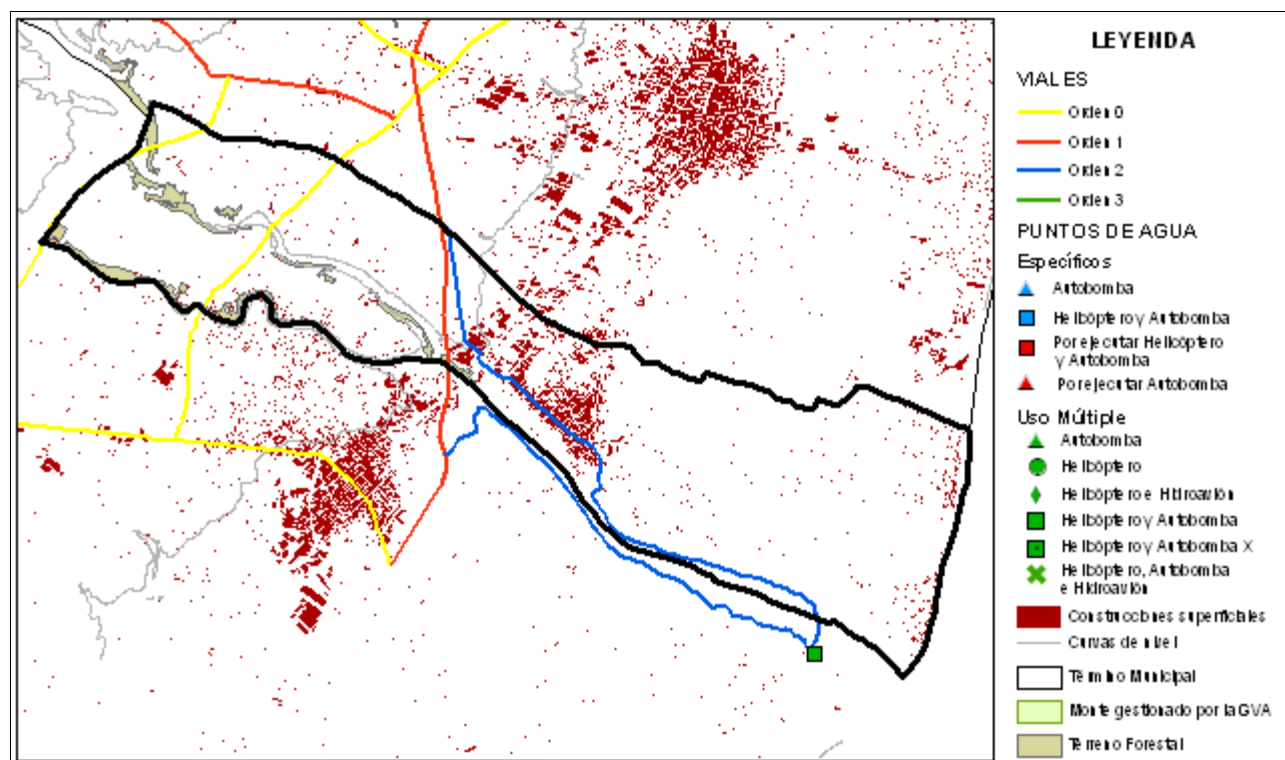 LEYENDA
VIALES
Orden 0
Orden 1
Orden 2
Orden 3
PUNTOS DE AGUA
Específicos
Autobomba
Helicóptero y Autobomba
Por ejecutar Helicóptero
y Autobomba
Por ejecutar Autobomba
Uso Múltiple
Autobomba
Helicóptero
Helicóptero e Hidroavión
Helicóptero y Autobomba
Helicóptero y Autobomba X
Helicóptero, Autobomba
e Hidroavión
Construcciones superficiales
Curvas de nivel
Término Municipal
Monte gestionado por la GVA
Terreno Forestal